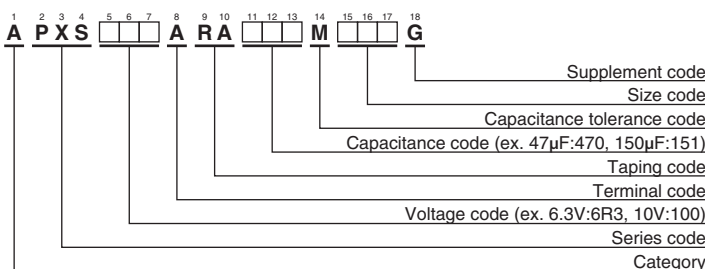 1 2 3 4 5 6 7 8 9 10 11 12 13 14 15 16 17 18
A P X S □□□ A R A □□□ M □□□ G
Supplement code
Size code
Capacitance tolerance code
Capacitance code (ex. 47µF:470, 150µF:151)
Taping code
Terminal code
Voltage code (ex. 6.3V:6R3, 10V:100)
Series code
Category